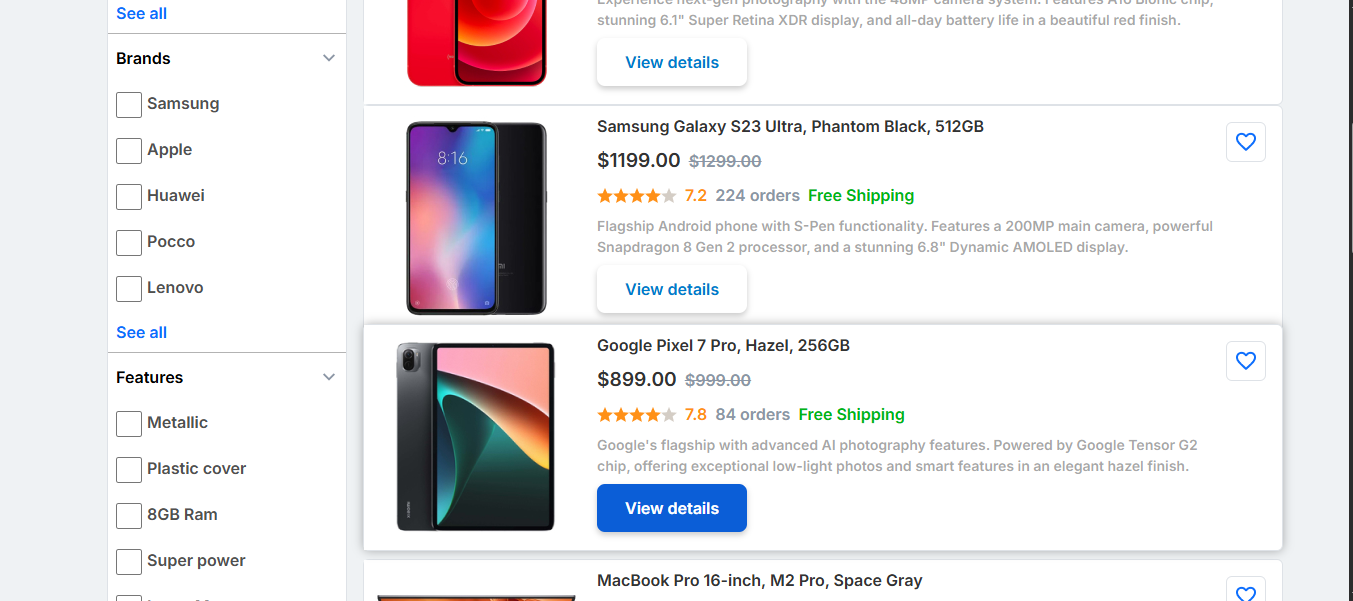 See all
Brands
Samsung
Apple
Huawei
Pocco
Lenovo
See all
Features
Metallic
Plastic cover
8GB Ram
Super power
Experience next-gen photography with the 48MP camera system. Features A16 Bionic chip,
stunning 6.1" Super Retina XDR display, and all-day battery life in a beautiful red finish.
View details
8:16
Samsung Galaxy S23 Ultra, Phantom Black, 512GB
$1199.00 $1299.00
7.2 224 orders Free Shipping
Flagship Android phone with S-Pen functionality. Features a 200MP main camera, powerful
Snapdragon 8 Gen 2 processor, and a stunning 6.8" Dynamic AMOLED display.
View details
Google Pixel 7 Pro, Hazel, 256GB
$899.00 $999.00
7.8 84 orders Free Shipping
Google's flagship with advanced AI photography features. Powered by Google Tensor G2
chip, offering exceptional low-light photos and smart features in an elegant hazel finish.
View details
MacBook Pro 16-inch, M2 Pro, Space Gray